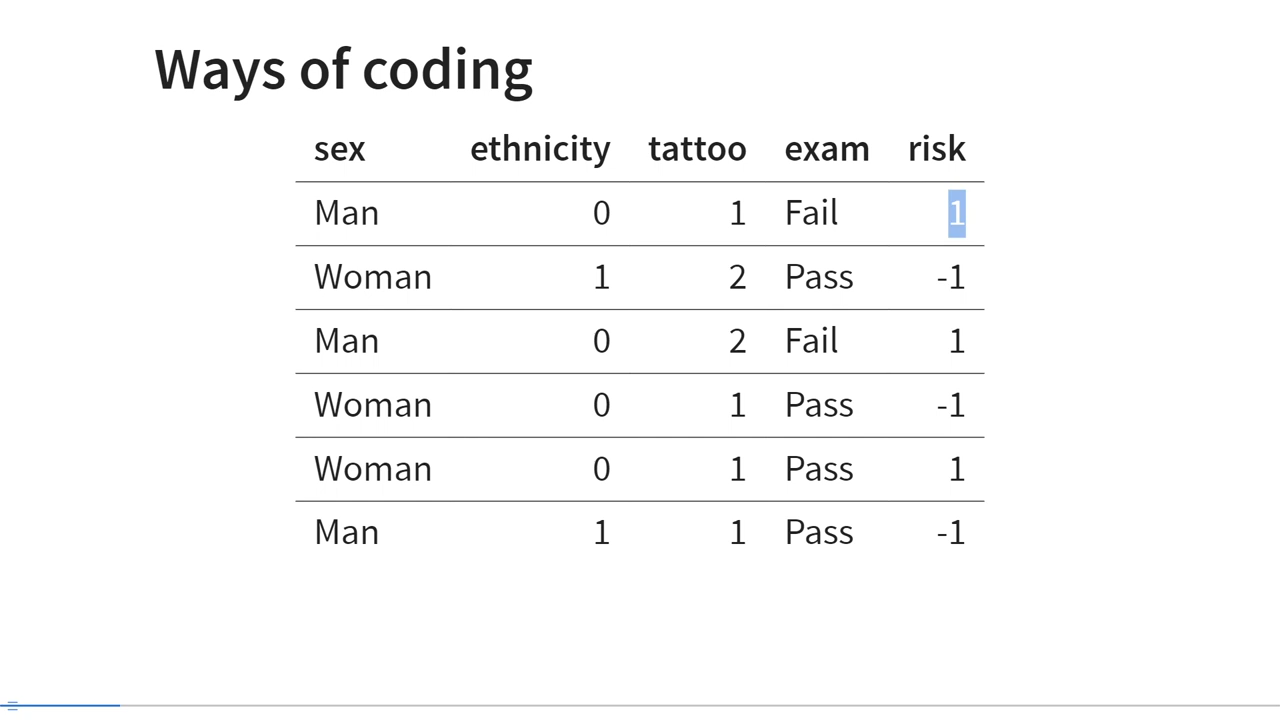 Ways of coding
sex ethnicity tattoo exam risk
Man 0 1 Fail 1
Woman 1 2 Pass -1
Man 0 2 Fail 1
Woman 0 1 Pass -1
Woman 0 1 Pass 1
Man 1 1 Pass -1